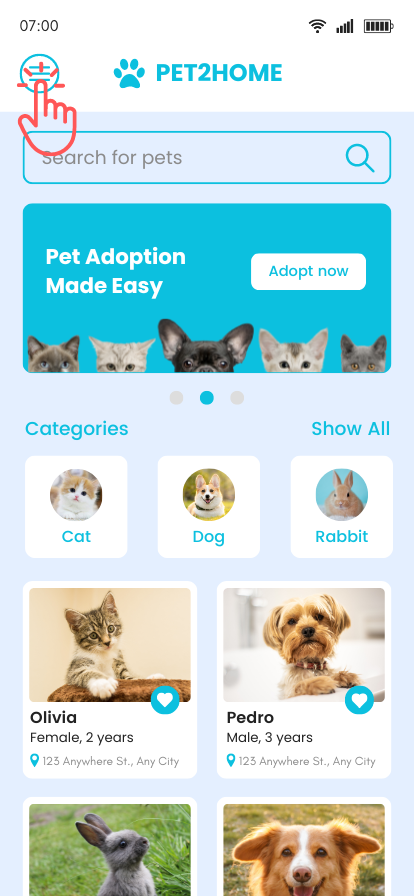 07:00
PET2HOME
Search for pets
Pet Adoption
Made Easy
Adopt now
Categories
Show All
Cat
Dog
Rabbit
Olivia
Female, 2 years
123 Anywhere St., Any City
Pedro
Male, 3 years
123 Anywhere St., Any City